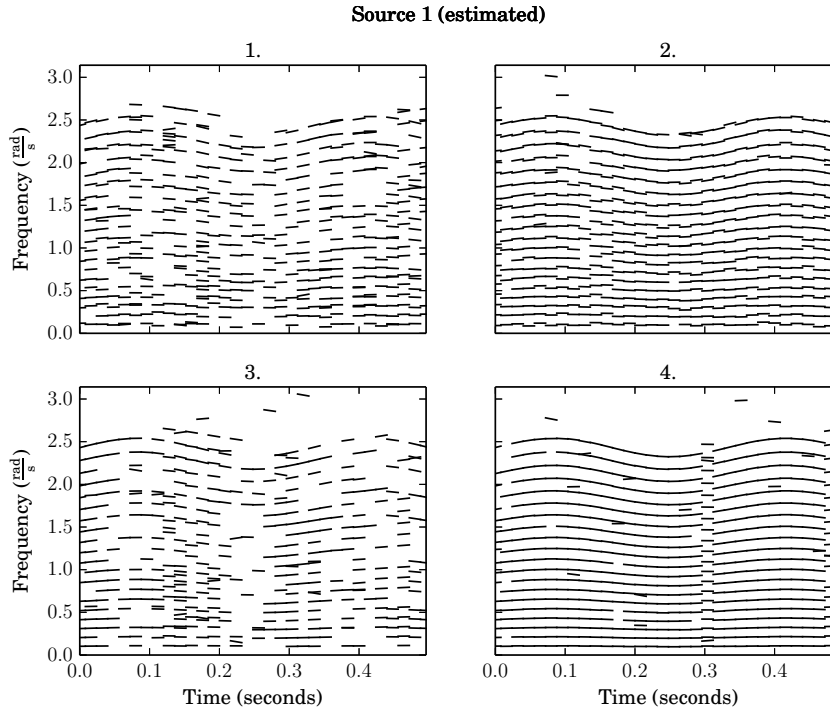 Source 1 (estimated)
1.
2.
3.0
2.5
2.0
1.5
1.0
0.5
0.0
Frequency (rad/s)
3.
4.
3.0
2.5
2.0
1.5
1.0
0.5
0.0
Frequency (rad/s)
0.0 0.1 0.2 0.3 0.4
0.0 0.1 0.2 0.3 0.4
Time (seconds)
Time (seconds)